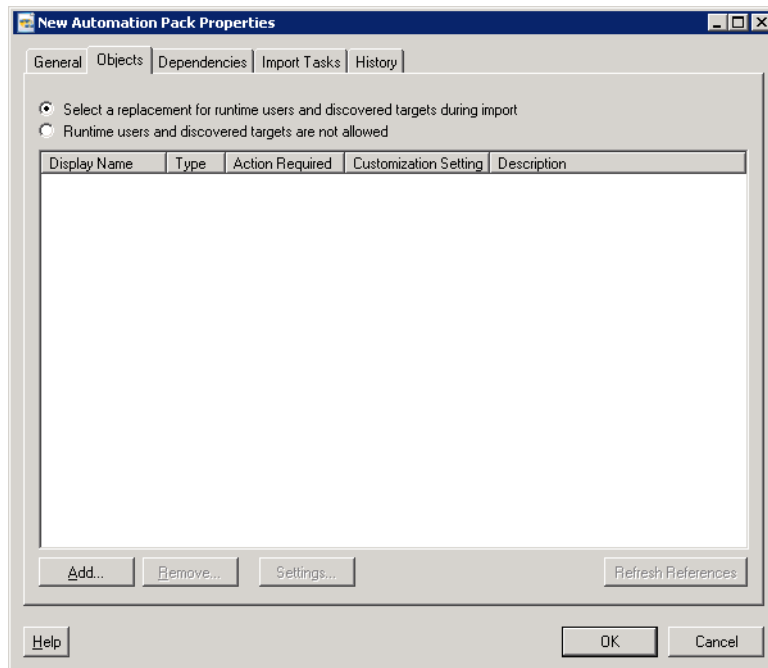 New Automation Pack Properties
General Objects Dependencies Import Tasks History
Select a replacement for runtime users and discovered targets during import
Runtime users and discovered targets are not allowed
Display Name Type Action Required Customization Setting Description
Add... Remove... Settings... Refresh References
Help OK Cancel